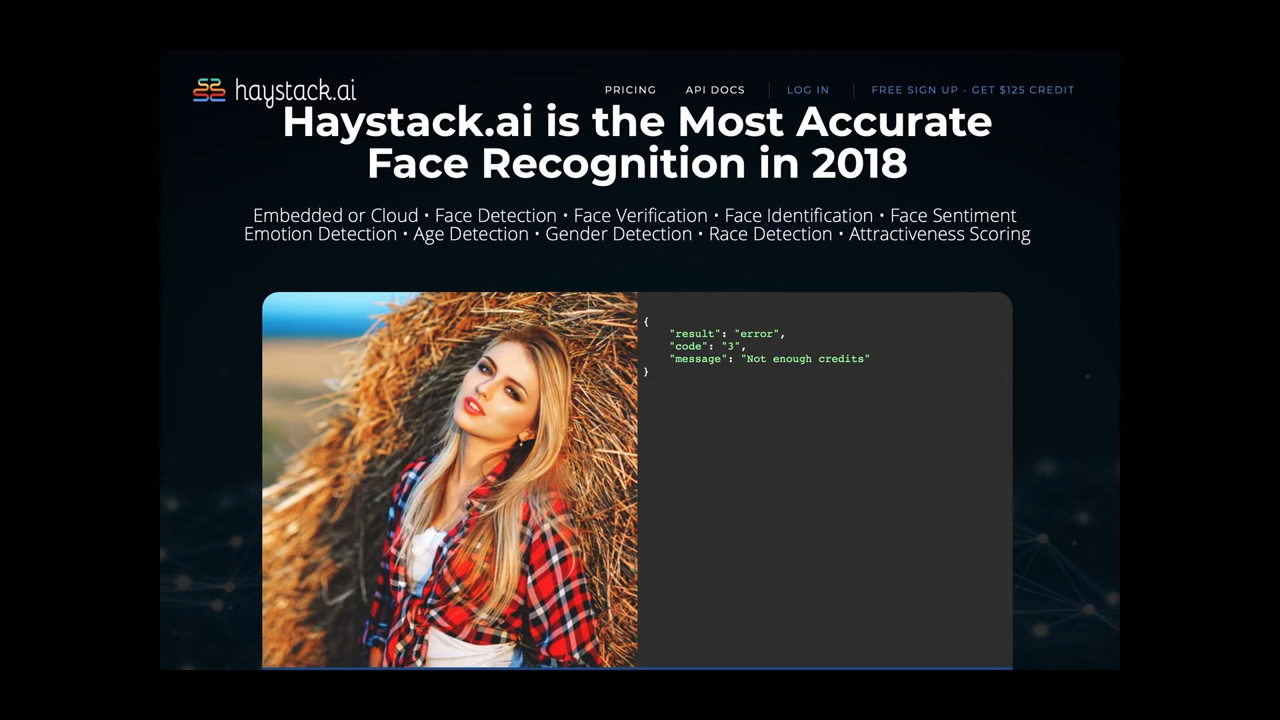 haystack.ai
PRICING
API DOCS
LOG IN
FREE SIGN UP - GET $125 CREDIT
Haystack.ai is the Most Accurate
Face Recognition in 2018
Embedded or Cloud • Face Detection • Face Verification • Face Identification • Face Sentiment
Emotion Detection • Age Detection • Gender Detection • Race Detection • Attractiveness Scoring
{
"result": "error",
"code": "3",
"message": "Not enough credits"
}